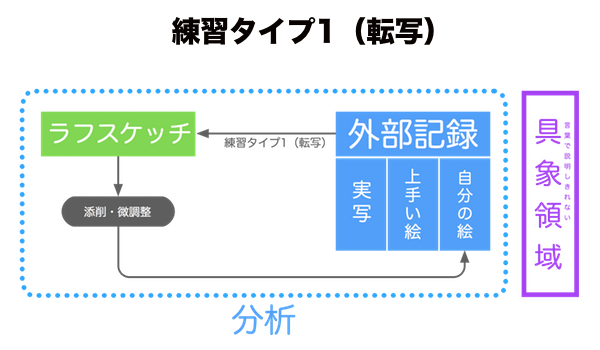 練習タイプ1（転写）
ラフスケッチ
練習タイプ1（転写）
外部記録
実写
上手い絵
自分の絵
添削・微調整
分析
具象領域
言葉で説明しきれない